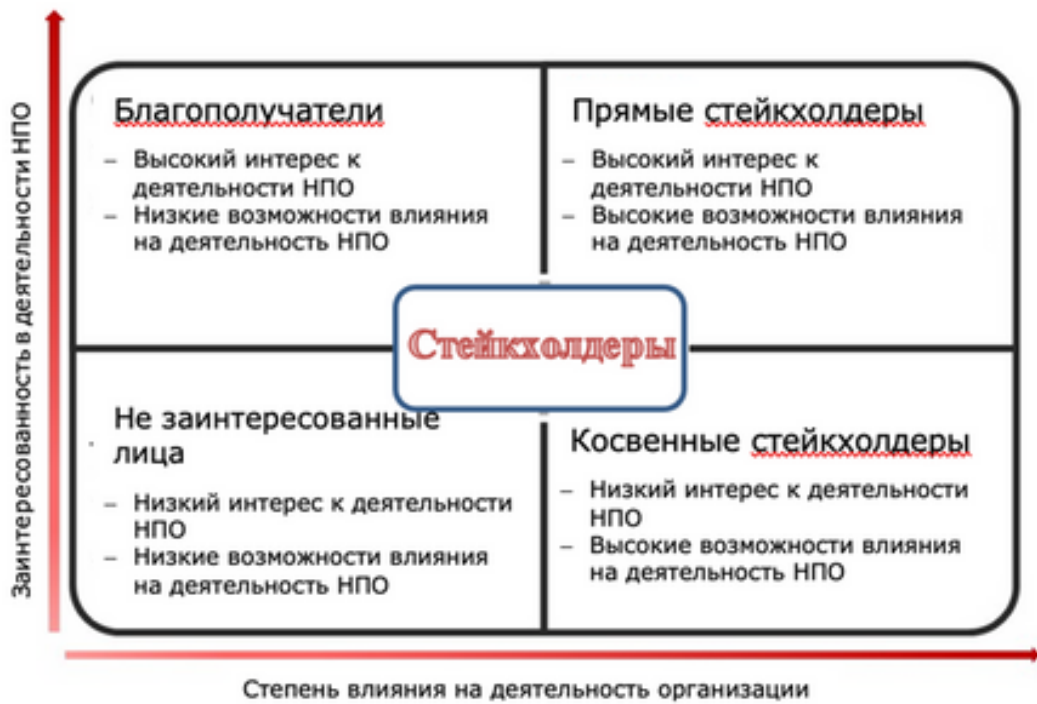 Заинтересованность в деятельности НПО
Благополучатели
– Высокий интерес к
деятельности НПО
– Низкие возможности влияния
на деятельность НПО
Прямые стейкхолдеры
– Высокий интерес к
деятельности НПО
– Высокие возможности влияния
на деятельность НПО
Стейкхолдеры
Не заинтересованные
лица
– Низкий интерес к деятельности
НПО
– Низкие возможности влияния
на деятельность НПО
Косвенные стейкхолдеры
– Низкий интерес к деятельности
НПО
– Высокие возможности влияния
на деятельность НПО
Степень влияния на деятельность организации